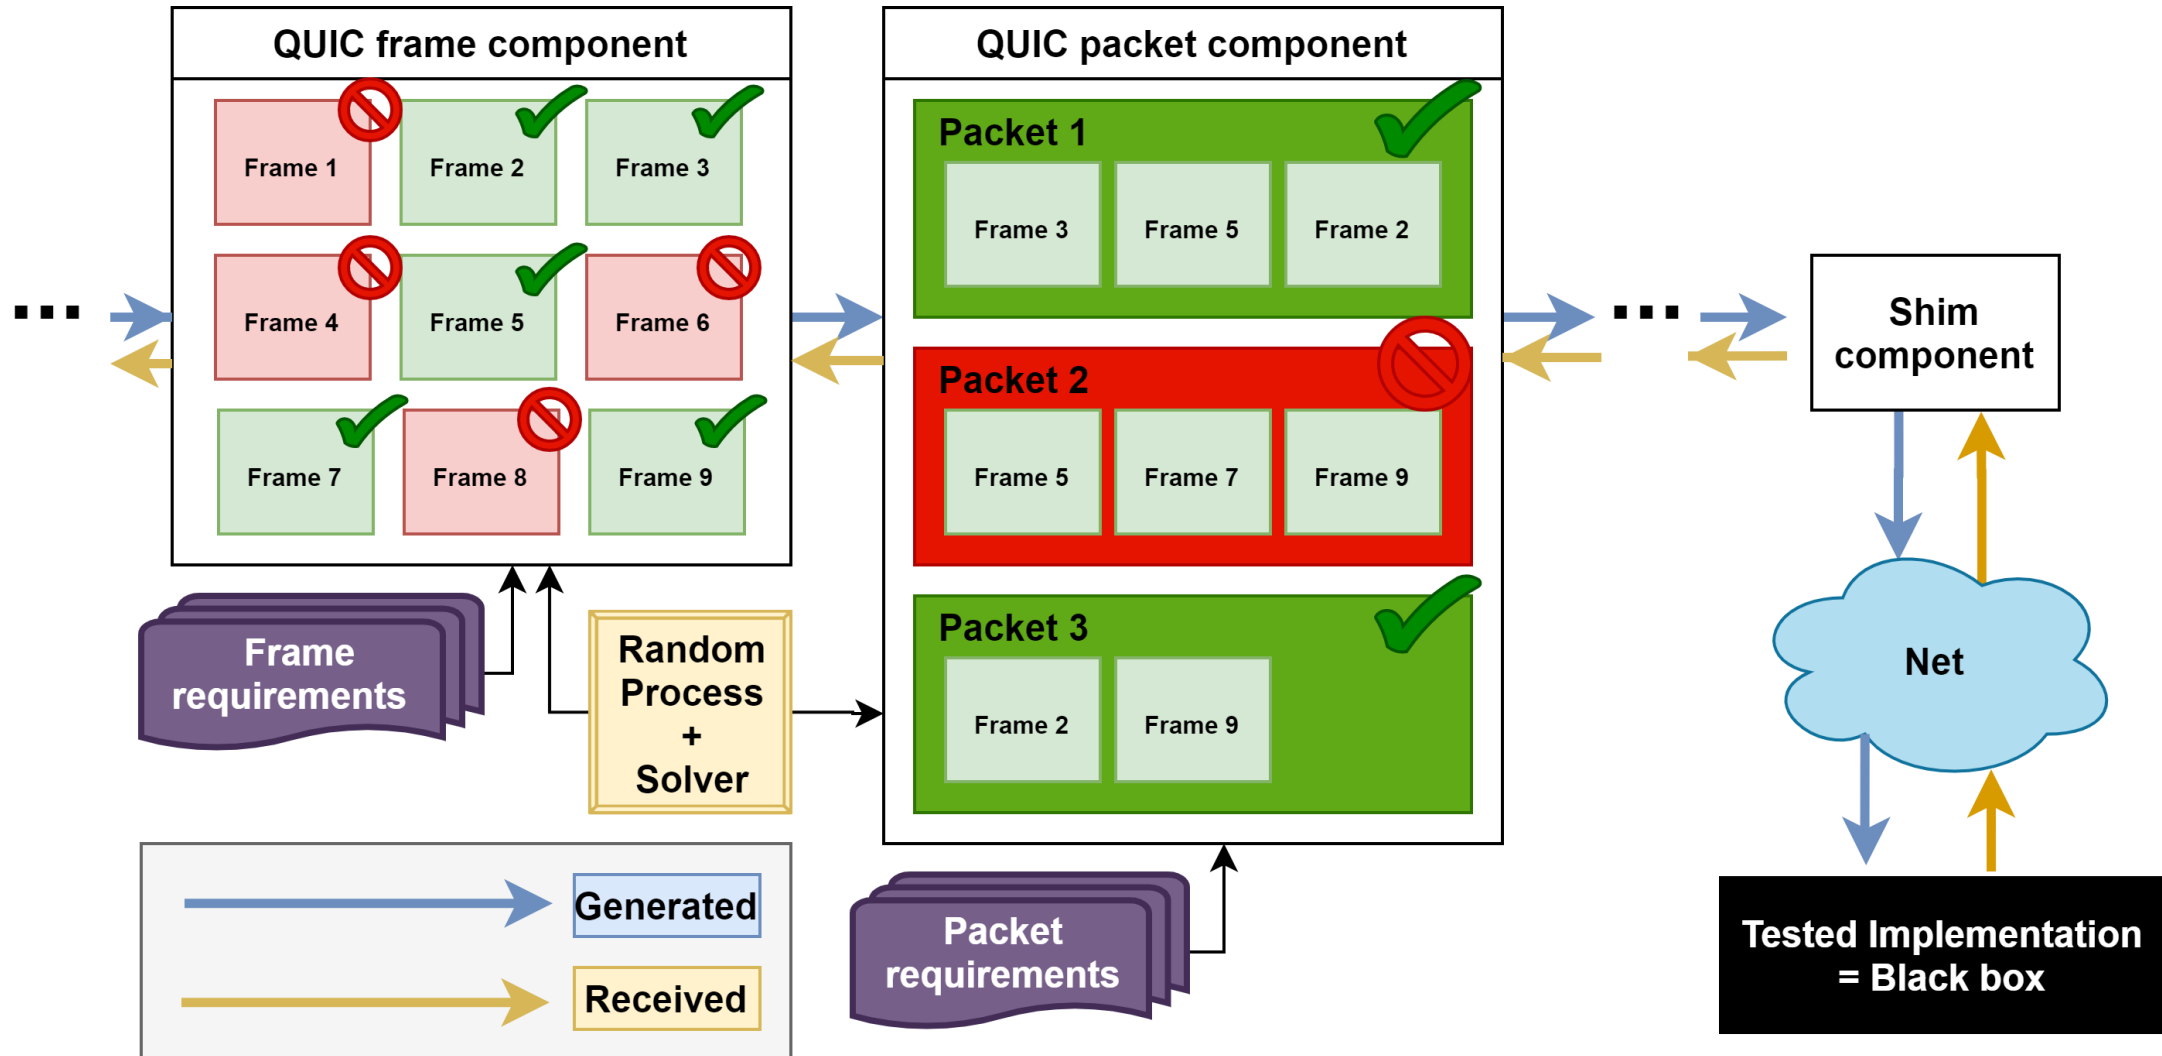 QUIC frame component
Frame 1
Frame 2
Frame 3
Frame 4
Frame 5
Frame 6
Frame 7
Frame 8
Frame 9
QUIC packet component
Packet 1
Frame 3
Frame 5
Frame 2
Packet 2
Frame 5
Frame 7
Frame 9
Packet 3
Frame 2
Frame 9
...
...
Shim
component
Net
Tested Implementation
= Black box
Frame
requirements
Random
Process
+
Solver
Packet
requirements
Generated
Received